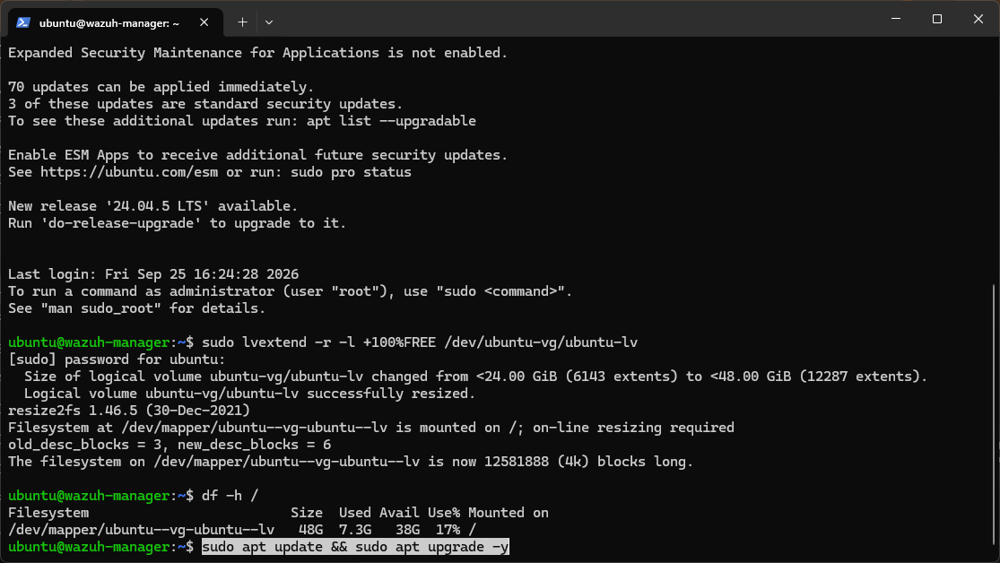 ubuntu@wazuh-manager: ~
Expanded Security Maintenance for Applications is not enabled.
70 updates can be applied immediately.
3 of these updates are standard security updates.
To see these additional updates run: apt list --upgradable
Enable ESM Apps to receive additional future security updates.
See https://ubuntu.com/esm or run: sudo pro status
New release '24.04.5 LTS' available.
Run 'do-release-upgrade' to upgrade to it.
Last login: Fri Sep 25 16:24:28 2026
To run a command as administrator (user "root"), use "sudo <command>".
See "man sudo_root" for details.
ubuntu@wazuh-manager:~$ sudo lvextend -r -l +100%FREE /dev/ubuntu-vg/ubuntu-lv
[sudo] password for ubuntu:
  Size of logical volume ubuntu-vg/ubuntu-lv changed from <24.00 GiB (6143 extents) to <48.00 GiB (12287 extents).
  Logical volume ubuntu-vg/ubuntu-lv successfully resized.
resize2fs 1.46.5 (30-Dec-2021)
Filesystem at /dev/mapper/ubuntu--vg-ubuntu--lv is mounted on /; on-line resizing required
old_desc_blocks = 3, new_desc_blocks = 6
The filesystem on /dev/mapper/ubuntu--vg-ubuntu--lv is now 12581888 (4k) blocks long.
ubuntu@wazuh-manager:~$ df -h /
Filesystem                         Size  Used Avail Use% Mounted on
/dev/mapper/ubuntu--vg-ubuntu--lv   48G  7.3G   38G  17% /
ubuntu@wazuh-manager:~$ sudo apt update && sudo apt upgrade -y